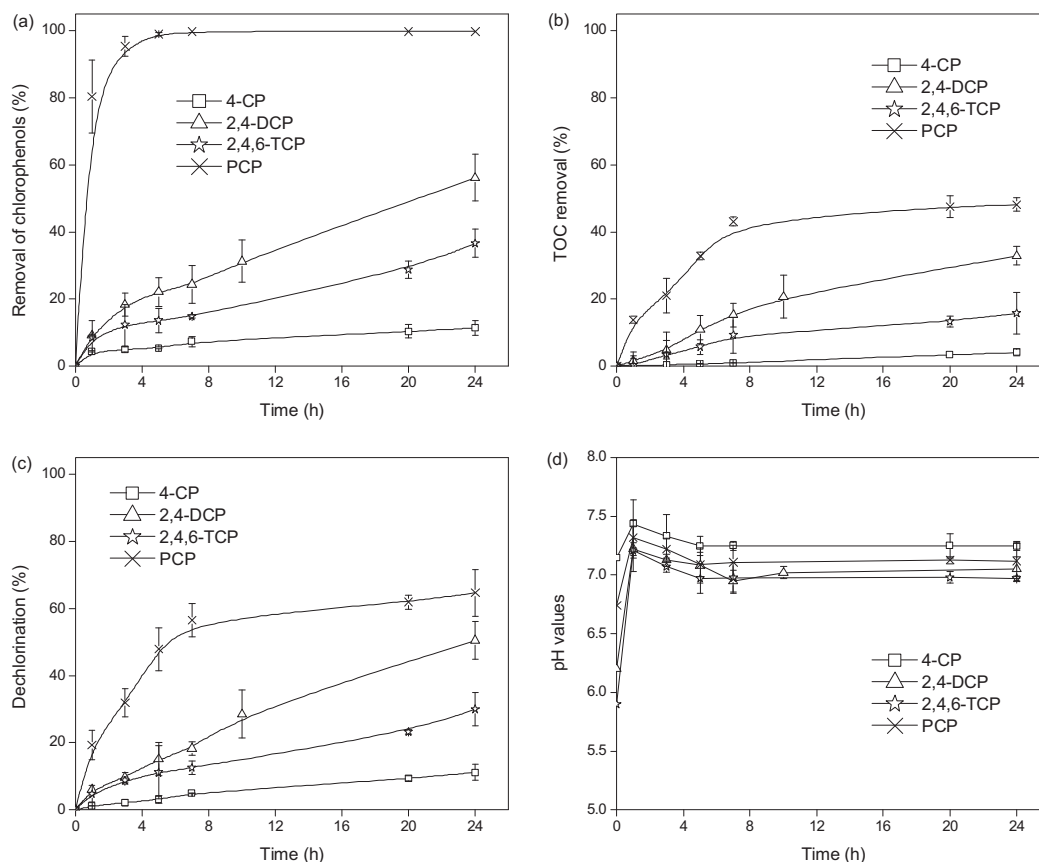 (a)
100
80
60
40
20
0
Removal of chlorophenols (%)
4-CP
2,4-DCP
2,4,6-TCP
PCP
0 4 8 12 16 20 24
Time (h)
(b)
100
80
60
40
20
0
TOC removal (%)
4-CP
2,4-DCP
2,4,6-TCP
PCP
0 4 8 12 16 20 24
Time (h)
(c)
100
80
60
40
20
0
Dechlorination (%)
4-CP
2,4-DCP
2,4,6-TCP
PCP
0 4 8 12 16 20 24
Time (h)
(d)
8.0
7.5
7.0
6.5
6.0
5.5
5.0
pH values
4-CP
2,4-DCP
2,4,6-TCP
PCP
0 4 8 12 16 20 24
Time (h)